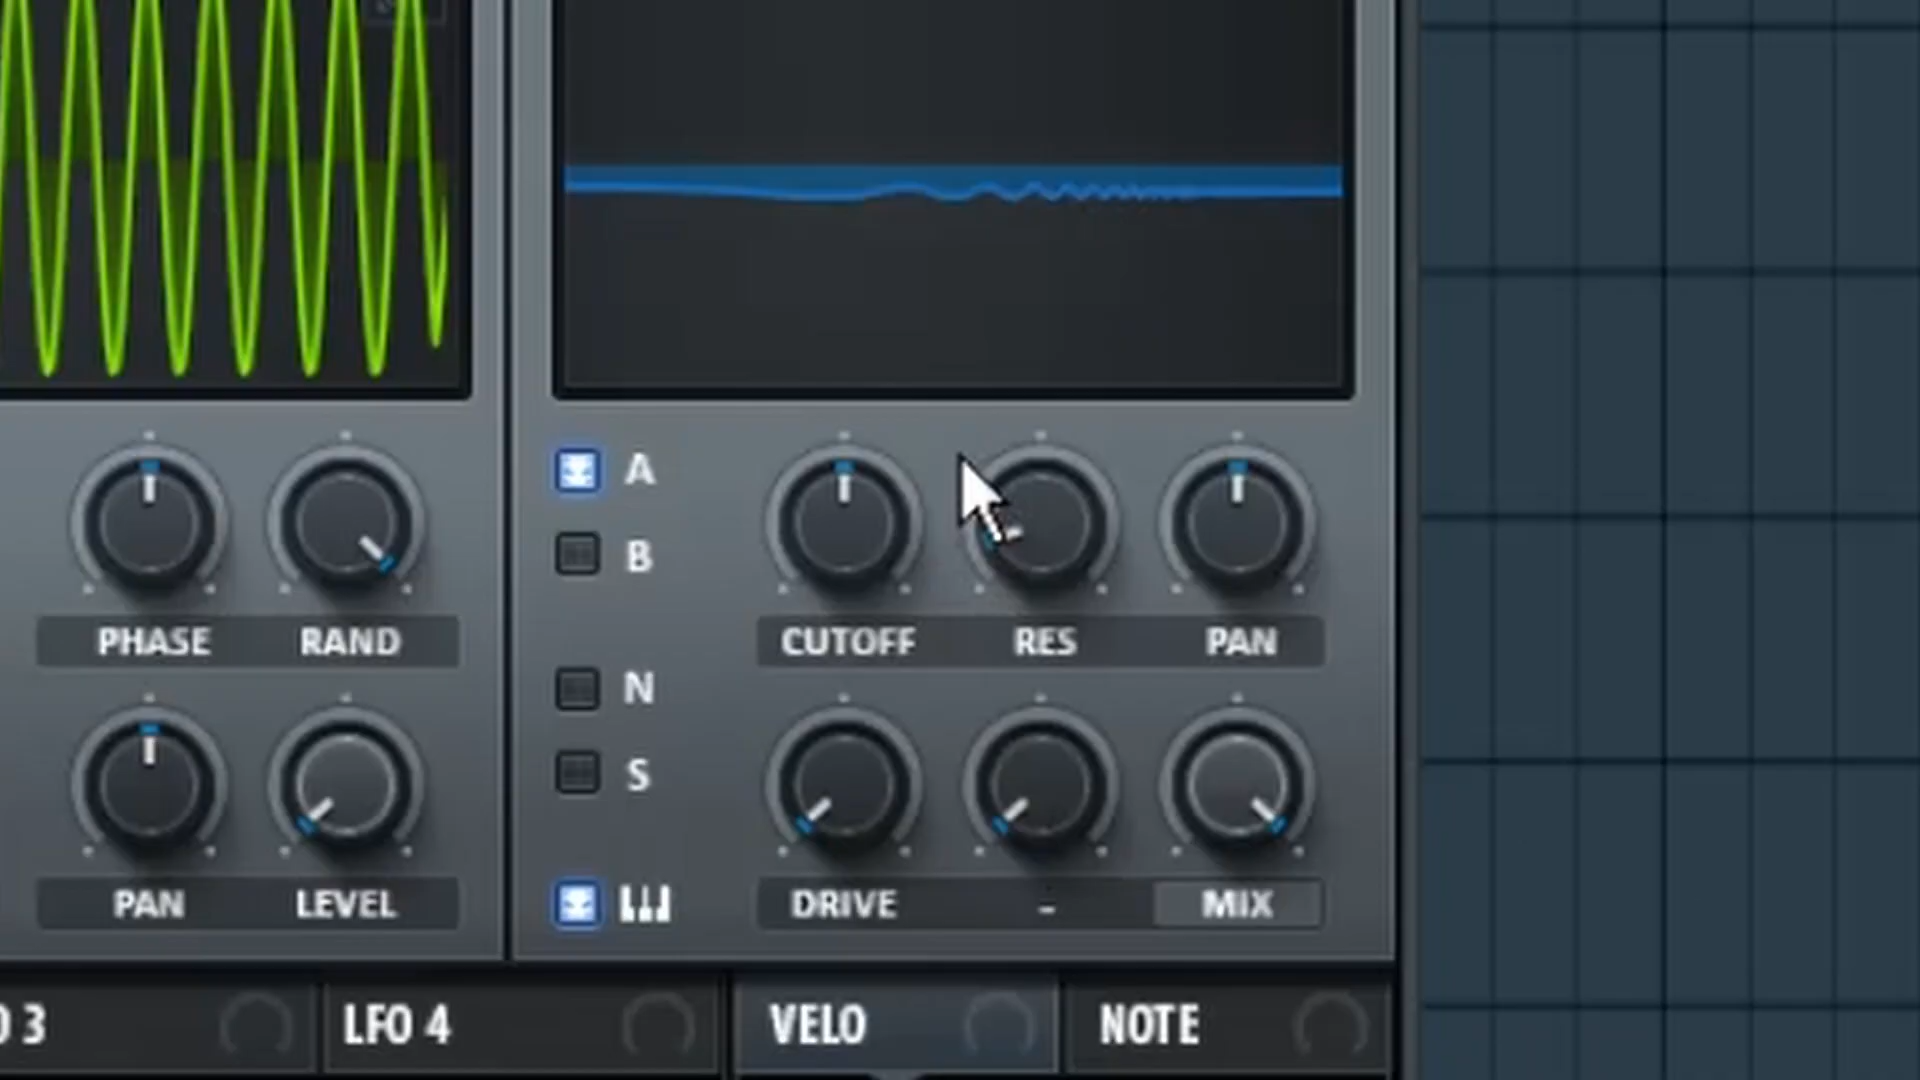 PHASE RAND
PAN LEVEL
A
B
N
S
CUTOFF RES PAN
DRIVE - MIX
3
LFO 4
VELO
NOTE